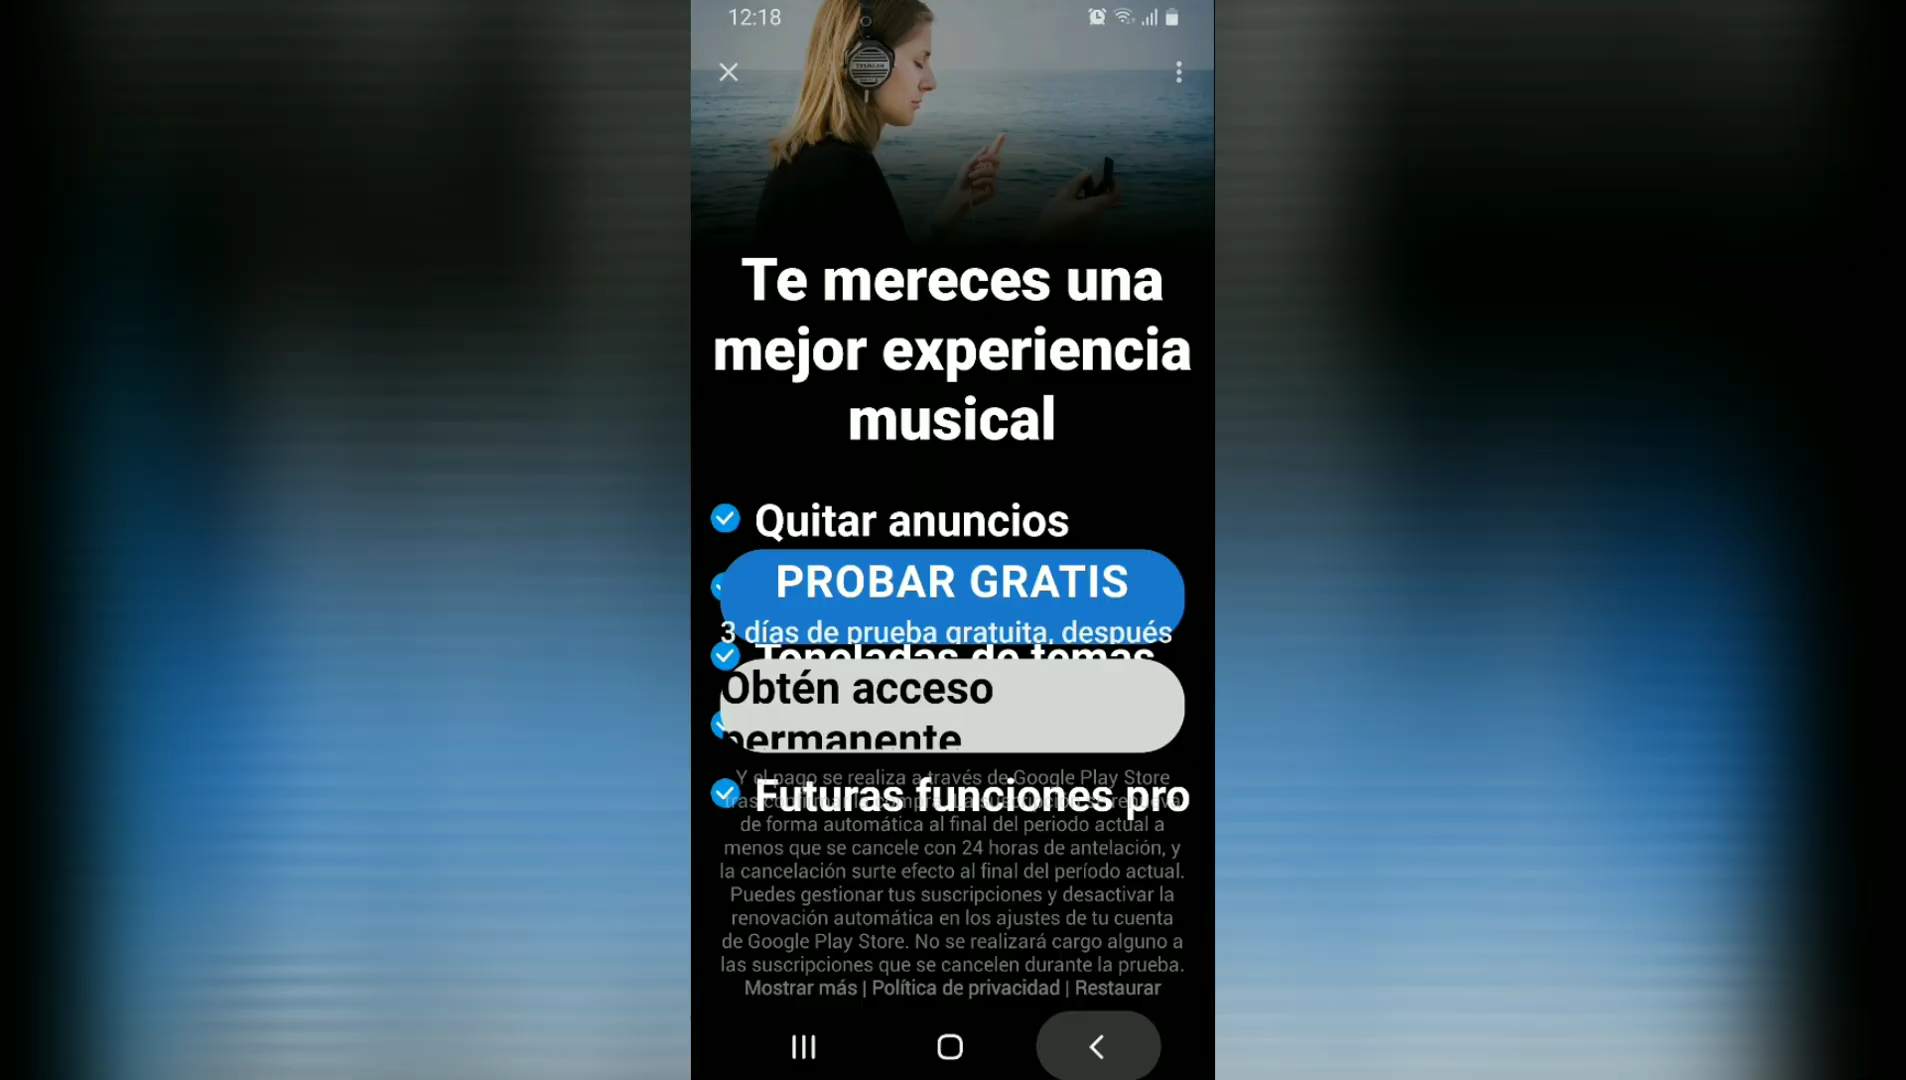 12:18
Te mereces una
mejor experiencia
musical
Quitar anuncios
PROBAR GRATIS
3 días de prueba gratuita, después
Toneladas de temas
Obtén acceso
permanente
Y el pago se realiza a través de Google Play Store
Futuras funciones pro
de forma automática al final del periodo actual a
menos que se cancele con 24 horas de antelación, y
la cancelación surte efecto al final del período actual.
Puedes gestionar tus suscripciones y desactivar la
renovación automática en los ajustes de tu cuenta
de Google Play Store. No se realizará cargo alguno a
las suscripciones que se cancelen durante la prueba.
Mostrar más | Política de privacidad | Restaurar